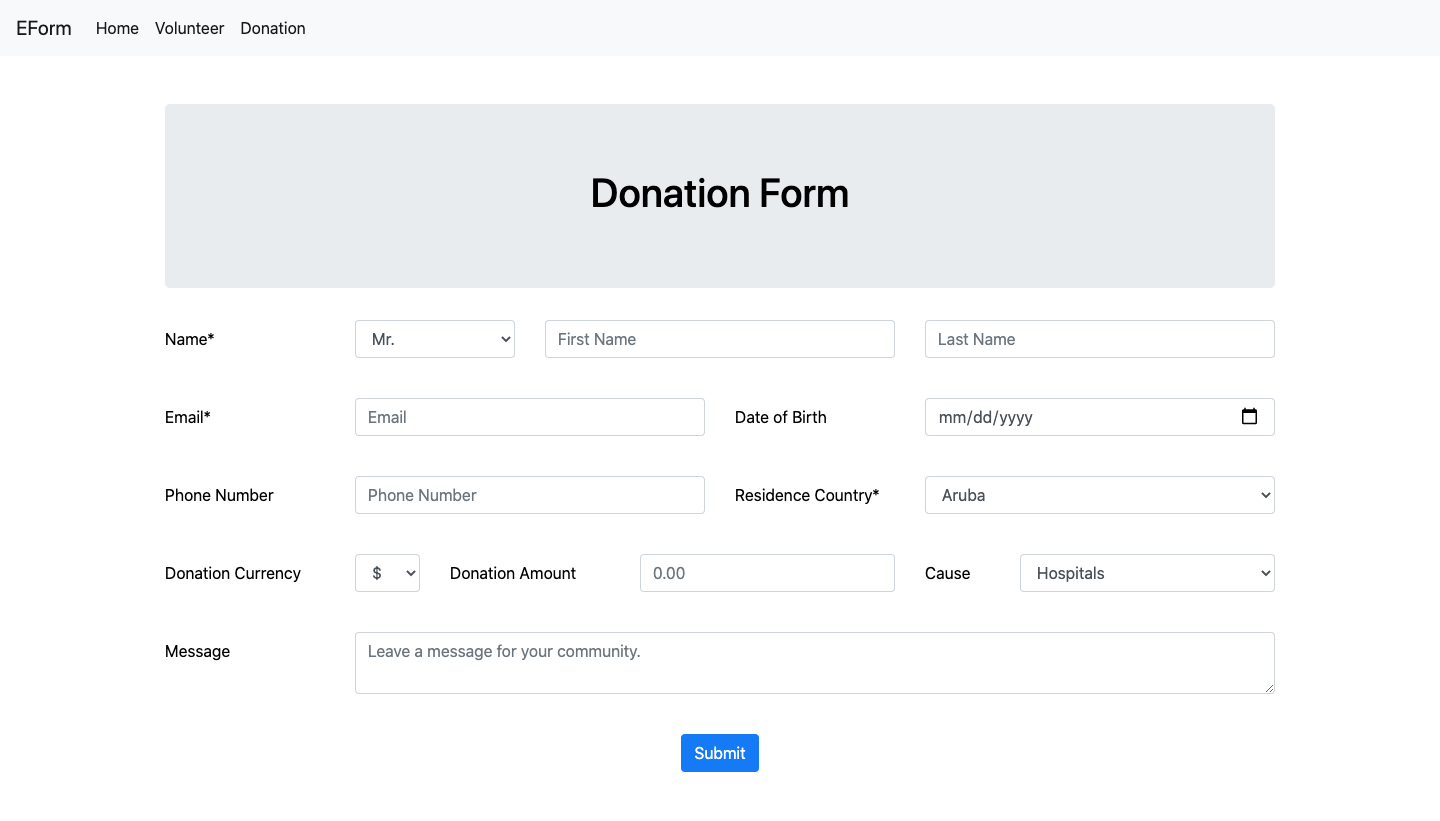 EForm Home Volunteer Donation
Donation Form
Name* Mr. First Name Last Name
Email* Email Date of Birth mm/dd/yyyy
Phone Number Phone Number Residence Country* Aruba
Donation Currency $ Donation Amount 0.00 Cause Hospitals
Message Leave a message for your community.
Submit